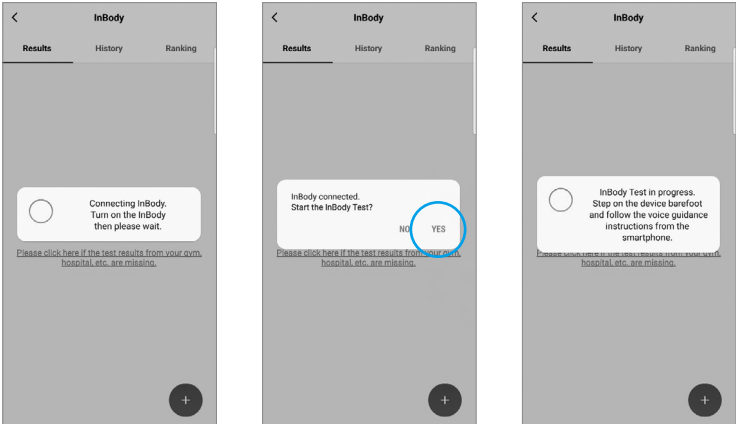 InBody
Results History Ranking
Connecting InBody.
Turn on the InBody
then please wait.
Please click here if the test results from your gym,
hospital, etc. are missing.
+
InBody
Results History Ranking
InBody connected.
Start the InBody Test?
NO YES
Please click here if the test results from your gym,
hospital, etc. are missing.
+
InBody
Results History Ranking
InBody Test in progress.
Step on the device barefoot
and follow the voice guidance
instructions from the
smartphone.
Please click here if the test results from your gym,
hospital, etc. are missing.
+